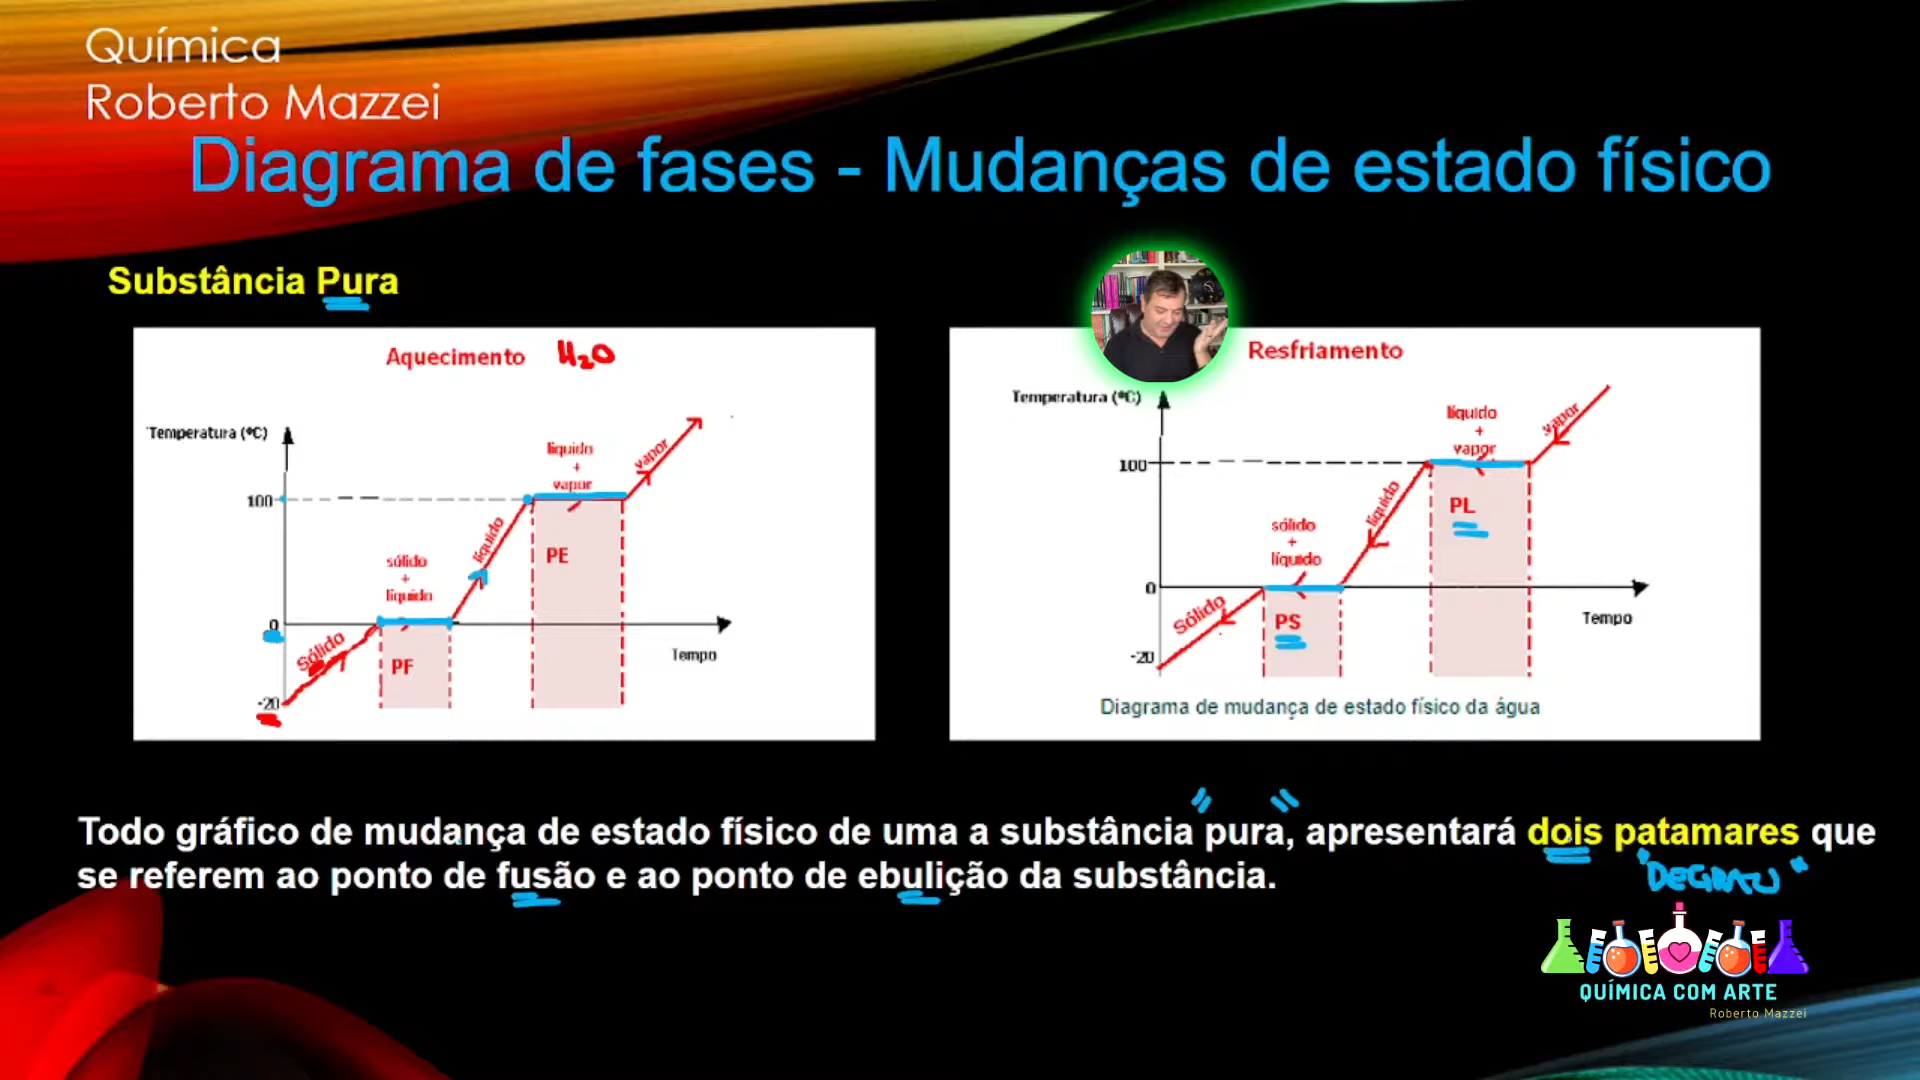 Química
Roberto Mazzei
Diagrama de fases - Mudanças de estado físico
Substância Pura
Aquecimento H₂O
Temperatura (ºC)
líquido
+
vapor
vapor
100
líquido
PE
sólido
+
líquido
0
Sólido
PF
Tempo
-20
Resfriamento
Temperatura (ºC)
líquido
+
vapor
vapor
100
PL
líquido
sólido
+
líquido
0
Sólido
PS
Tempo
-20
Diagrama de mudança de estado físico da água
Todo gráfico de mudança de estado físico de uma a substância pura, apresentará dois patamares que
se referem ao ponto de fusão e ao ponto de ebulição da substância.
QUÍMICA COM ARTE
Roberto Mazzei